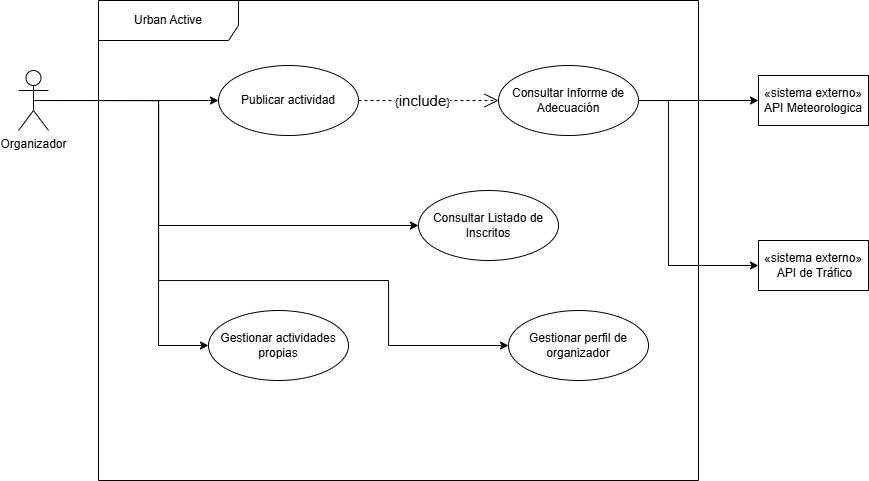 Urban Active
Organizador
Publicar actividad
{include}
Consultar Informe de
Adecuación
«sistema externo»
API Meteorologica
Consultar Listado de
Inscritos
«sistema externo»
API de Tráfico
Gestionar actividades
propias
Gestionar perfil de
organizador